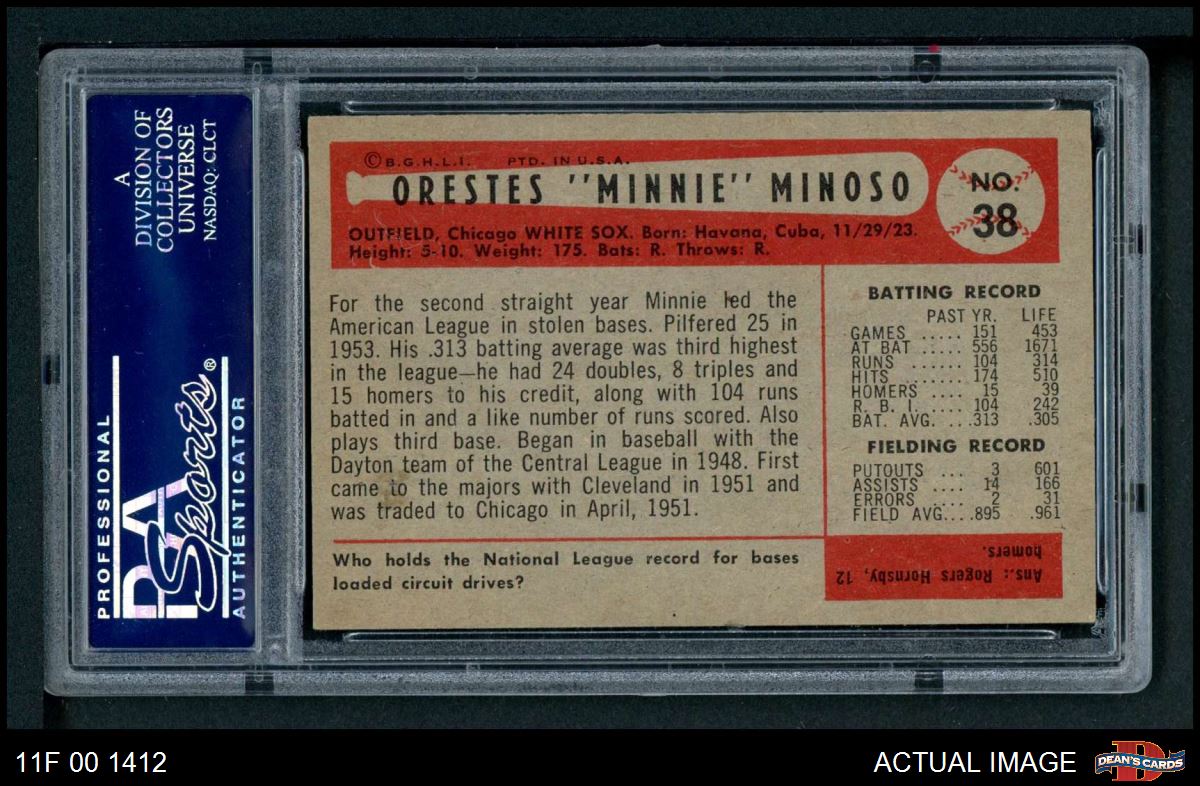 A
DIVISION OF
COLLECTORS
UNIVERSE
NASDAQ: CLCT
PROFESSIONAL
PSA
Sports®
AUTHENTICATOR
© B.G.H.L.I. PTD. IN U.S.A.
ORESTES "MINNIE" MINOSO
NO.
38
OUTFIELD, Chicago WHITE SOX. Born: Havana, Cuba, 11/29/23.
Height: 5-10. Weight: 175. Bats: R. Throws: R.
For the second straight year Minnie led the
American League in stolen bases. Pilfered 25 in
1953. His .313 batting average was third highest
in the league—he had 24 doubles, 8 triples and
15 homers to his credit, along with 104 runs
batted in and a like number of runs scored. Also
plays third base. Began in baseball with the
Dayton team of the Central League in 1948. First
came to the majors with Cleveland in 1951 and
was traded to Chicago in April, 1951.
Who holds the National League record for bases
loaded circuit drives?
BATTING RECORD
PAST YR. LIFE
GAMES ..... 151 453
AT BAT ..... 556 1671
RUNS ...... 104 314
HITS ....... 174 510
HOMERS .... 15 39
R. B. I. .... 104 242
BAT. AVG. ...313 .305
FIELDING RECORD
PUTOUTS ... 3 601
ASSISTS .... 14 166
ERRORS .... 2 31
FIELD AVG....895 .961
Ans.: Rogers Hornsby, 12
homers.
11F 00 1412
ACTUAL IMAGE
D
DEAN'S CARDS